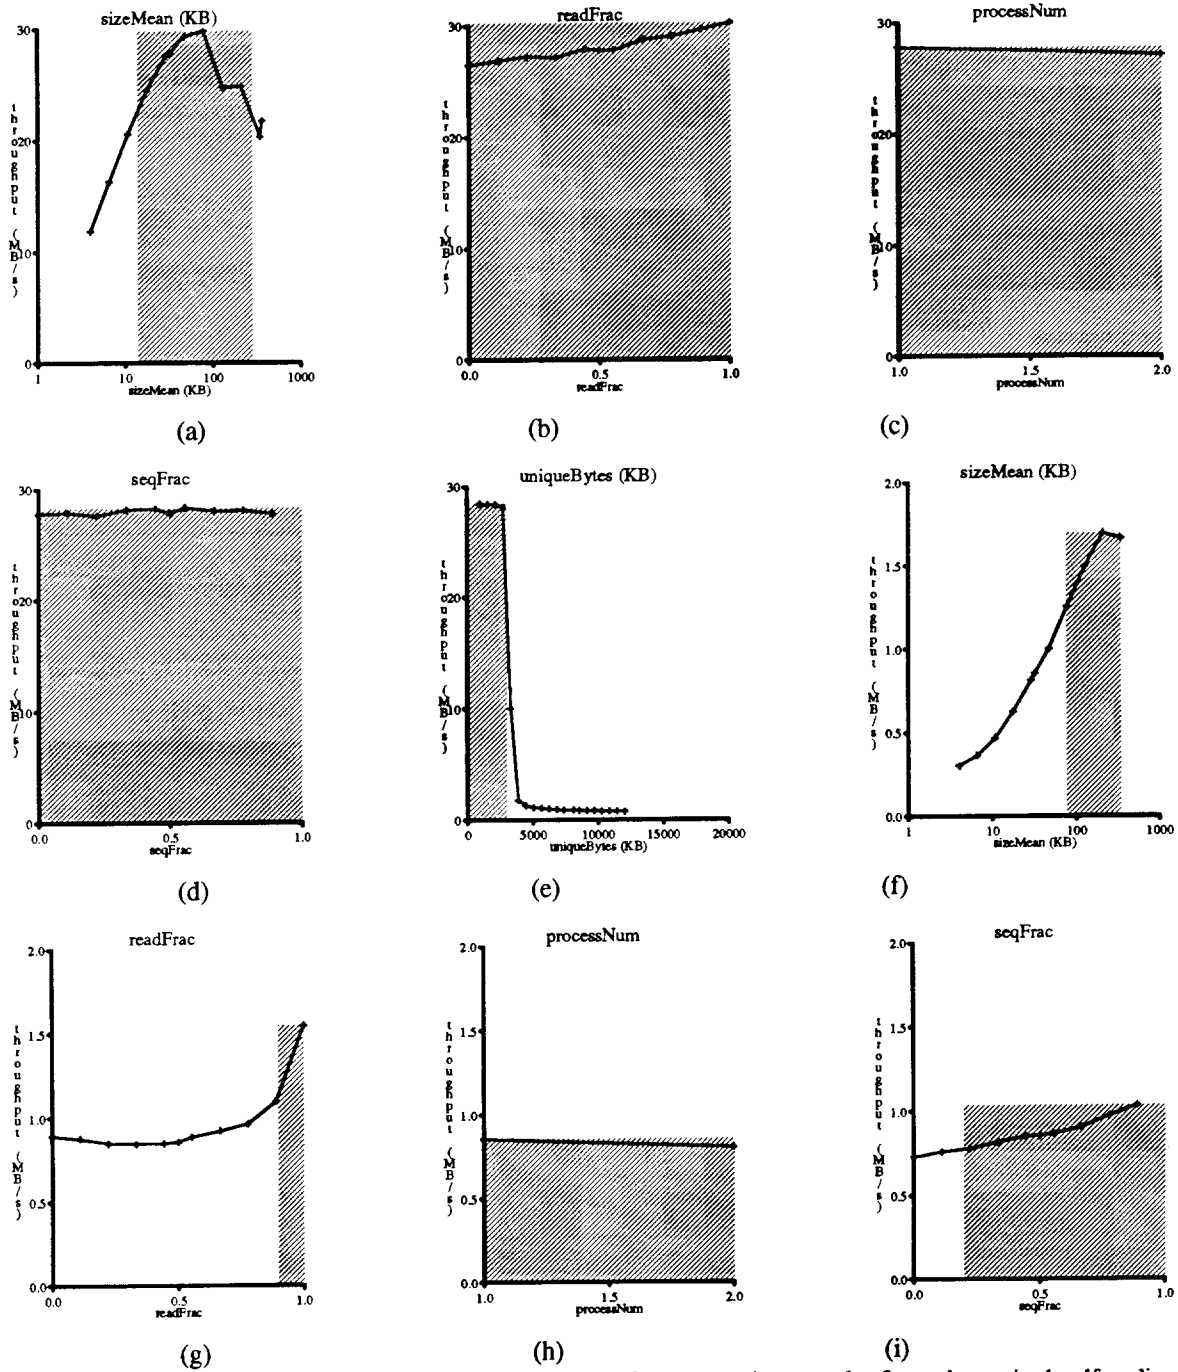 sizeMean (KB)
throughput (MB/s)
30
20
10
0
1 10 100 1000
sizeMean (KB)
(a)
readFrac
throughput (MB/s)
30
20
10
0
0.0 0.5 1.0
readFrac
(b)
processNum
throughput (MB/s)
30
20
10
0
1.0 1.5 2.0
processNum
(c)
seqFrac
throughput (MB/s)
30
20
10
0
0.0 0.5 1.0
seqFrac
(d)
uniqueBytes (KB)
throughput (MB/s)
30
20
10
0
0 5000 10000 15000 20000
uniqueBytes (KB)
(e)
sizeMean (KB)
throughput (MB/s)
2.0
1.5
1.0
0.5
0.0
1 10 100 1000
sizeMean (KB)
(f)
readFrac
throughput (MB/s)
2.0
1.5
1.0
0.5
0.0
0.0 0.5 1.0
readFrac
(g)
processNum
throughput (MB/s)
2.0
1.5
1.0
0.5
0.0
1.0 1.5 2.0
processNum
(h)
seqFrac
throughput (MB/s)
2.0
1.5
1.0
0.5
0.0
0.0 0.5 1.0
seqFrac
(i)